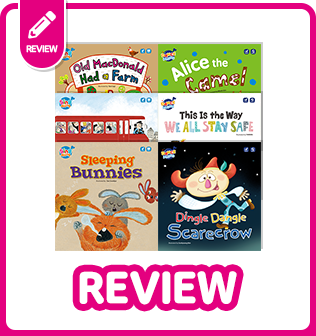 REVIEW
Old MacDonald
Had a Farm
Alice the
Camel
This Is the Way
WE ALL STAY SAFE
Sleeping
Bunnies
Dingle Dangle
Scarecrow
REVIEW